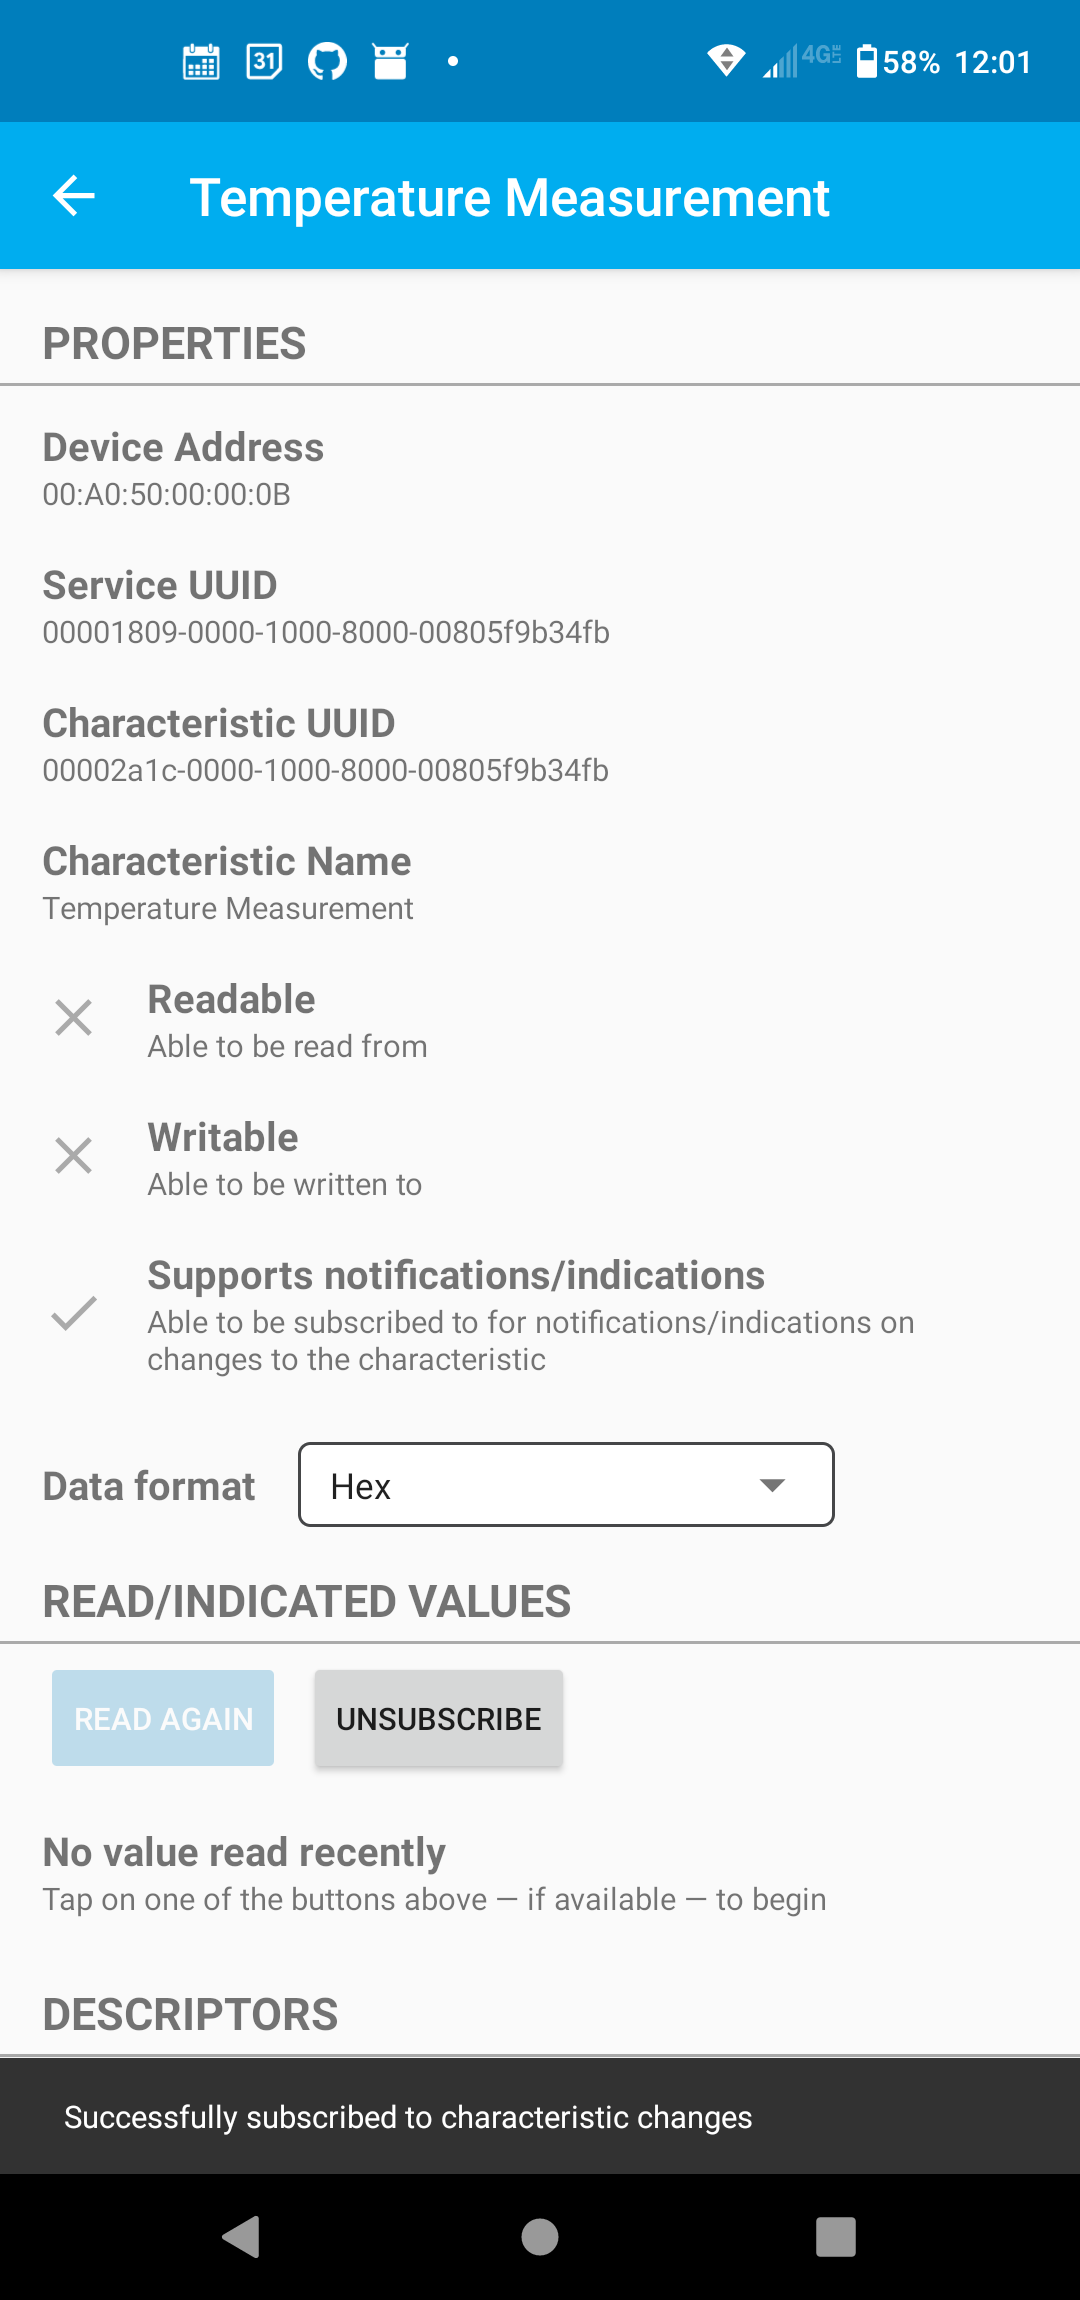 31
4G LTE
58% 12:01
Temperature Measurement
PROPERTIES
Device Address
00:A0:50:00:00:0B
Service UUID
00001809-0000-1000-8000-00805f9b34fb
Characteristic UUID
00002a1c-0000-1000-8000-00805f9b34fb
Characteristic Name
Temperature Measurement
Readable
Able to be read from
Writable
Able to be written to
Supports notifications/indications
Able to be subscribed to for notifications/indications on
changes to the characteristic
Data format Hex
READ/INDICATED VALUES
READ AGAIN UNSUBSCRIBE
No value read recently
Tap on one of the buttons above — if available — to begin
DESCRIPTORS
Successfully subscribed to characteristic changes